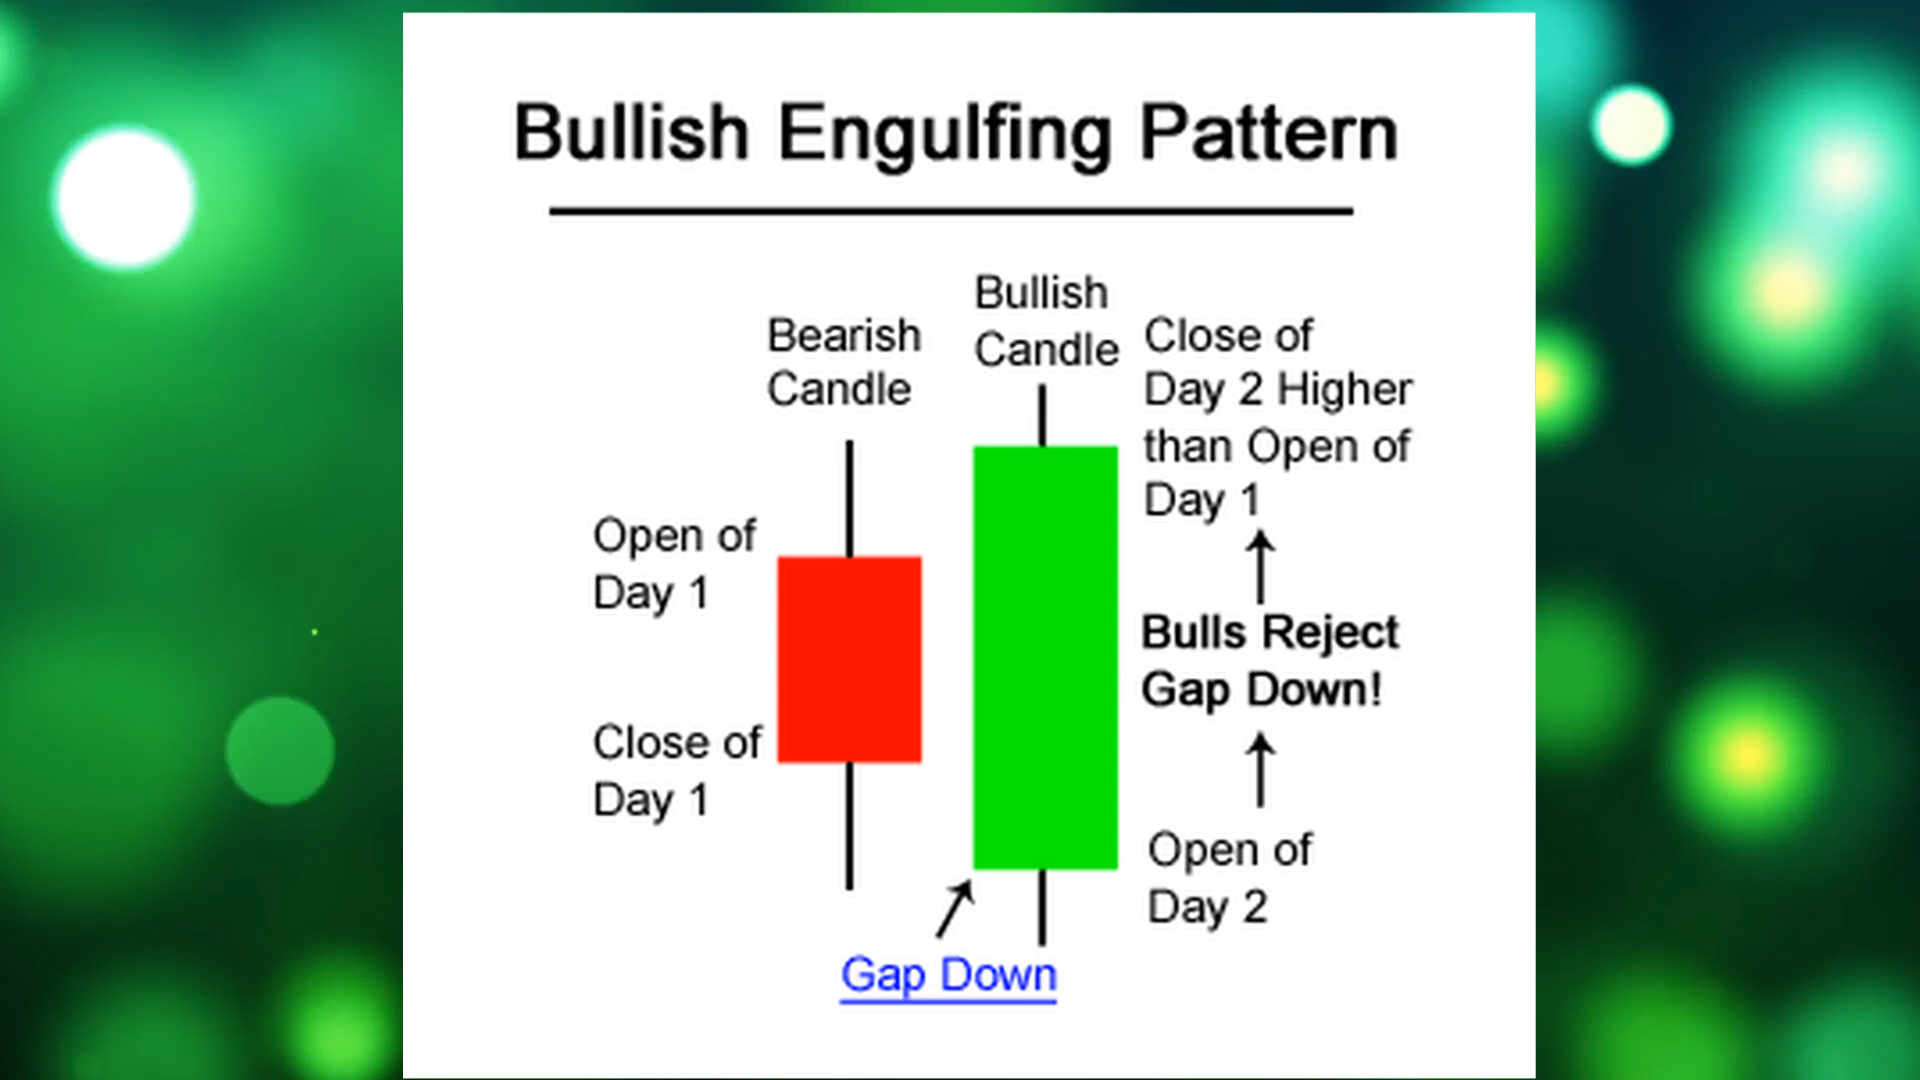 Bullish Engulfing Pattern
Bearish
Candle
Bullish
Candle
Close of
Day 2 Higher
than Open of
Day 1
Open of
Day 1
Bulls Reject
Gap Down!
Close of
Day 1
Open of
Day 2
Gap Down